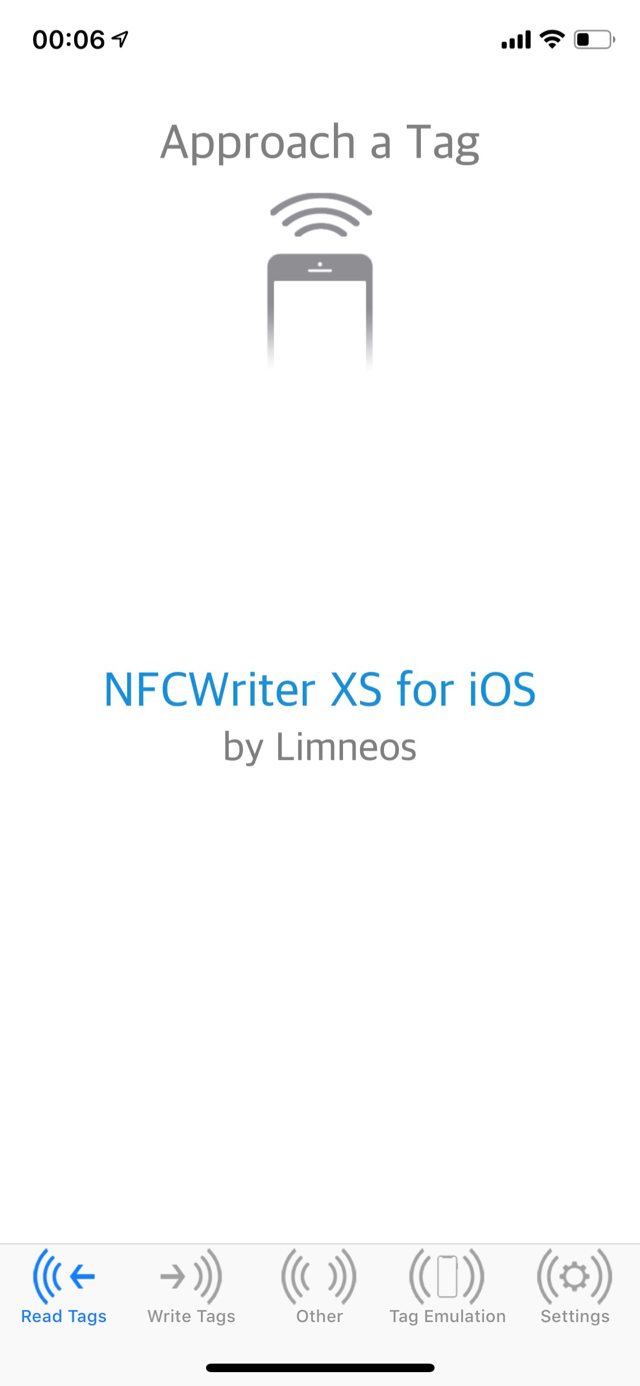 00:06
Approach a Tag
NFCWriter XS for iOS
by Limneos
Read Tags
Write Tags
Other
Tag Emulation
Settings